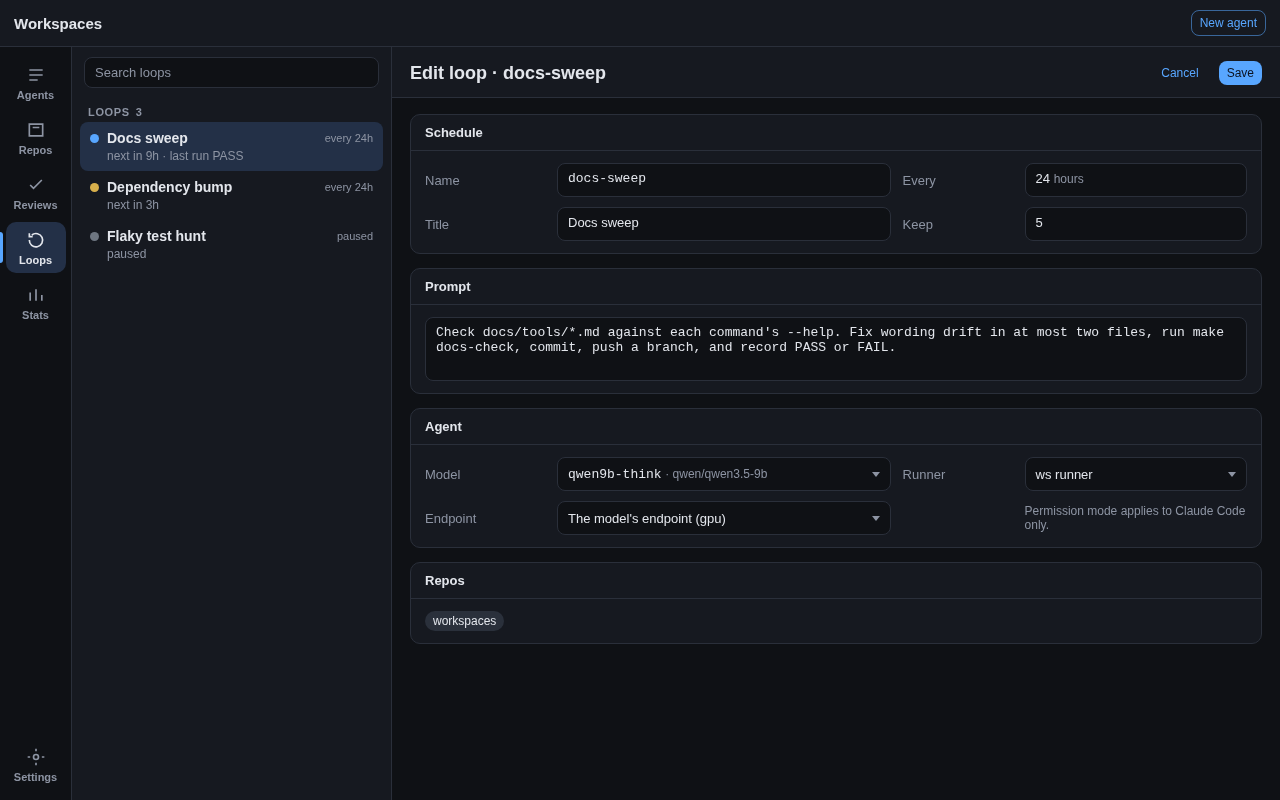 Workspaces
New agent
Agents
Repos
Reviews
Loops
Stats
Settings
Search loops
LOOPS 3
Docs sweep
every 24h
next in 9h · last run PASS
Dependency bump
every 24h
next in 3h
Flaky test hunt
paused
paused
Edit loop · docs-sweep
Cancel
Save
Schedule
Name
docs-sweep
Every
24 hours
Title
Docs sweep
Keep
5
Prompt
Check docs/tools/*.md against each command's --help. Fix wording drift in at most two files, run make
docs-check, commit, push a branch, and record PASS or FAIL.
Agent
Model
qwen9b-think · qwen/qwen3.5-9b
Runner
ws runner
Endpoint
The model's endpoint (gpu)
Permission mode applies to Claude Code
only.
Repos
workspaces